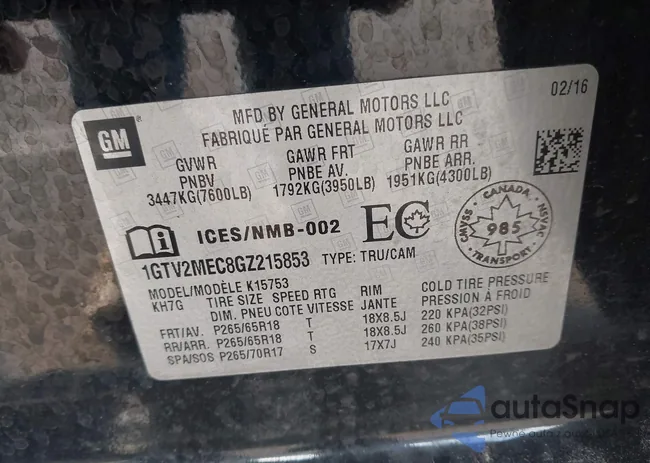 MFD BY GENERAL MOTORS LLC
FABRIQUÉ PAR GENERAL MOTORS LLC
02/16
GM
GVWR GAWR FRT GAWR RR
PNBV PNBE AV. PNBE ARR.
3447KG(7600LB) 1792KG(3950LB) 1951KG(4300LB)
ICES/NMB-002 EC
CANADA
CMVSS 985 NSVAC
TRANSPORT
1GTV2MEC8GZ215853 TYPE: TRU/CAM
MODEL/MODÈLE K15753
KH7G TIRE SIZE SPEED RTG RIM COLD TIRE PRESSURE
DIM. PNEU COTE VITESSE JANTE PRESSION À FROID
FRT/AV. P265/65R18 T 18X8.5J 220 KPA(32PSI)
RR/ARR. P265/65R18 T 18X8.5J 260 KPA(38PSI)
SPA/SOS P265/70R17 S 17X7J 240 KPA(35PSI)
autaSnap